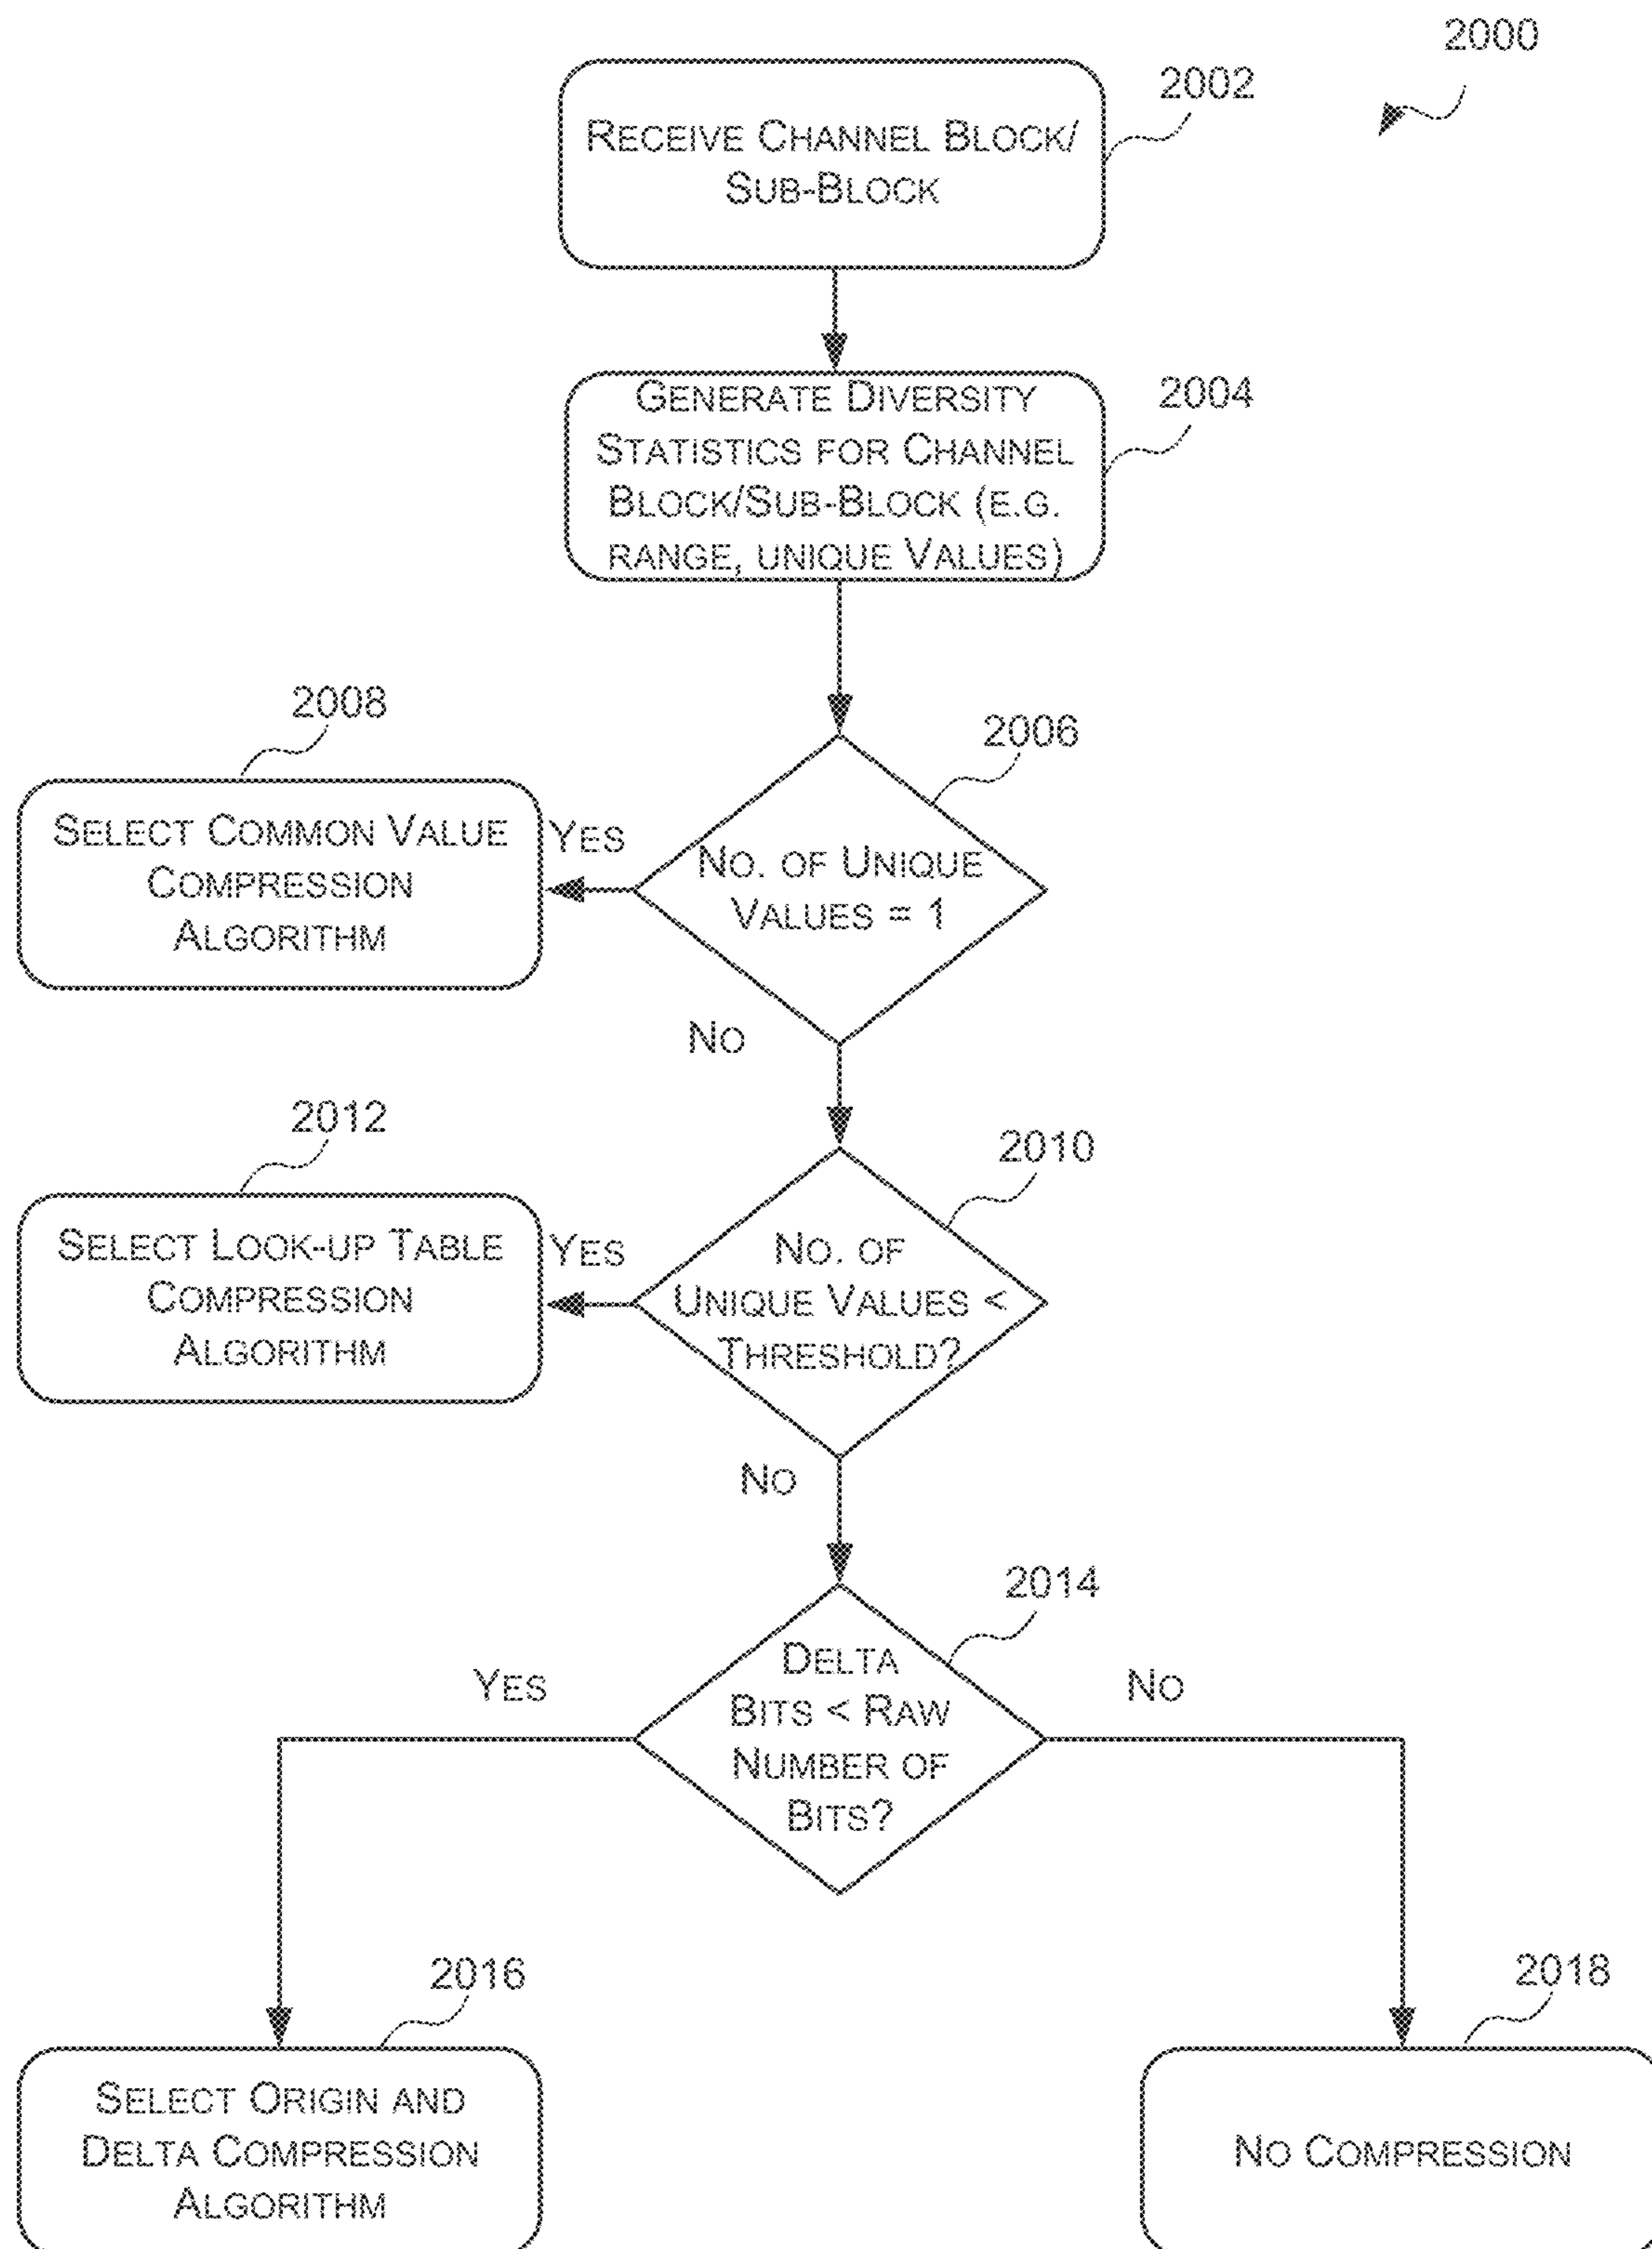 2000
2002
RECEIVE CHANNEL BLOCK/
SUB-BLOCK
2004
GENERATE DIVERSITY
STATISTICS FOR CHANNEL
BLOCK/SUB-BLOCK (E.G.
RANGE, UNIQUE VALUES)
2006
NO. OF UNIQUE
VALUES = 1
2008
SELECT COMMON VALUE
COMPRESSION
ALGORITHM
YES
NO
2010
NO. OF
UNIQUE VALUES <
THRESHOLD?
2012
SELECT LOOK-UP TABLE
COMPRESSION
ALGORITHM
YES
NO
2014
DELTA
BITS < RAW
NUMBER OF
BITS?
YES
NO
2016
SELECT ORIGIN AND
DELTA COMPRESSION
ALGORITHM
2018
NO COMPRESSION